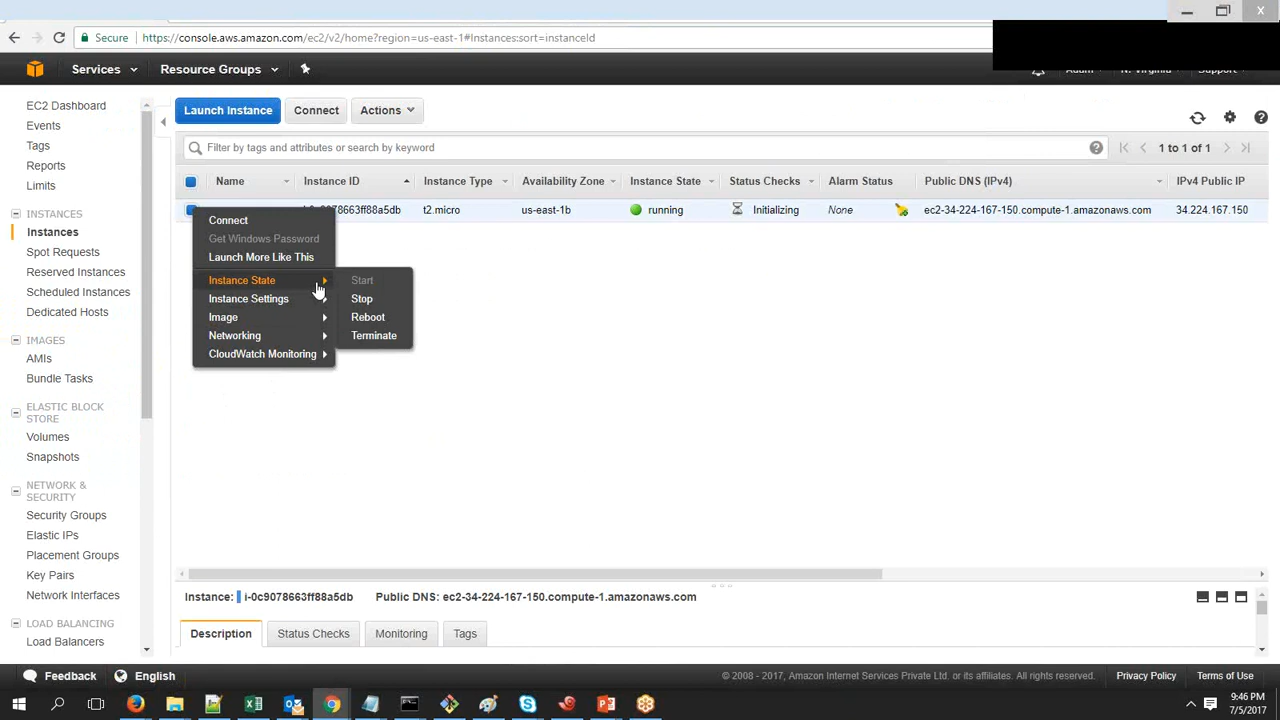 Secure
https://console.aws.amazon.com/ec2/v2/home?region=us-east-1#Instances:sort=instanceId
Services
Resource Groups
Adam
N. Virginia
Support
EC2 Dashboard
Events
Tags
Reports
Limits
INSTANCES
Instances
Spot Requests
Reserved Instances
Scheduled Instances
Dedicated Hosts
IMAGES
AMIs
Bundle Tasks
ELASTIC BLOCK
STORE
Volumes
Snapshots
NETWORK &
SECURITY
Security Groups
Elastic IPs
Placement Groups
Key Pairs
Network Interfaces
LOAD BALANCING
Load Balancers
Launch Instance
Connect
Actions
Filter by tags and attributes or search by keyword
1 to 1 of 1
Name
Instance ID
Instance Type
Availability Zone
Instance State
Status Checks
Alarm Status
Public DNS (IPv4)
IPv4 Public IP
t2.micro
us-east-1b
running
Initializing
None
ec2-34-224-167-150.compute-1.amazonaws.com
34.224.167.150
Connect
Get Windows Password
Launch More Like This
Instance State
Instance Settings
Image
Networking
CloudWatch Monitoring
Start
Stop
Reboot
Terminate
Instance:
i-0c9078663ff88a5db
Public DNS: ec2-34-224-167-150.compute-1.amazonaws.com
Description
Status Checks
Monitoring
Tags
Feedback
English
© 2008 - 2017, Amazon Internet Services Private Ltd. or its affiliates. All rights reserved.
Privacy Policy
Terms of Use
9:46 PM
7/5/2017